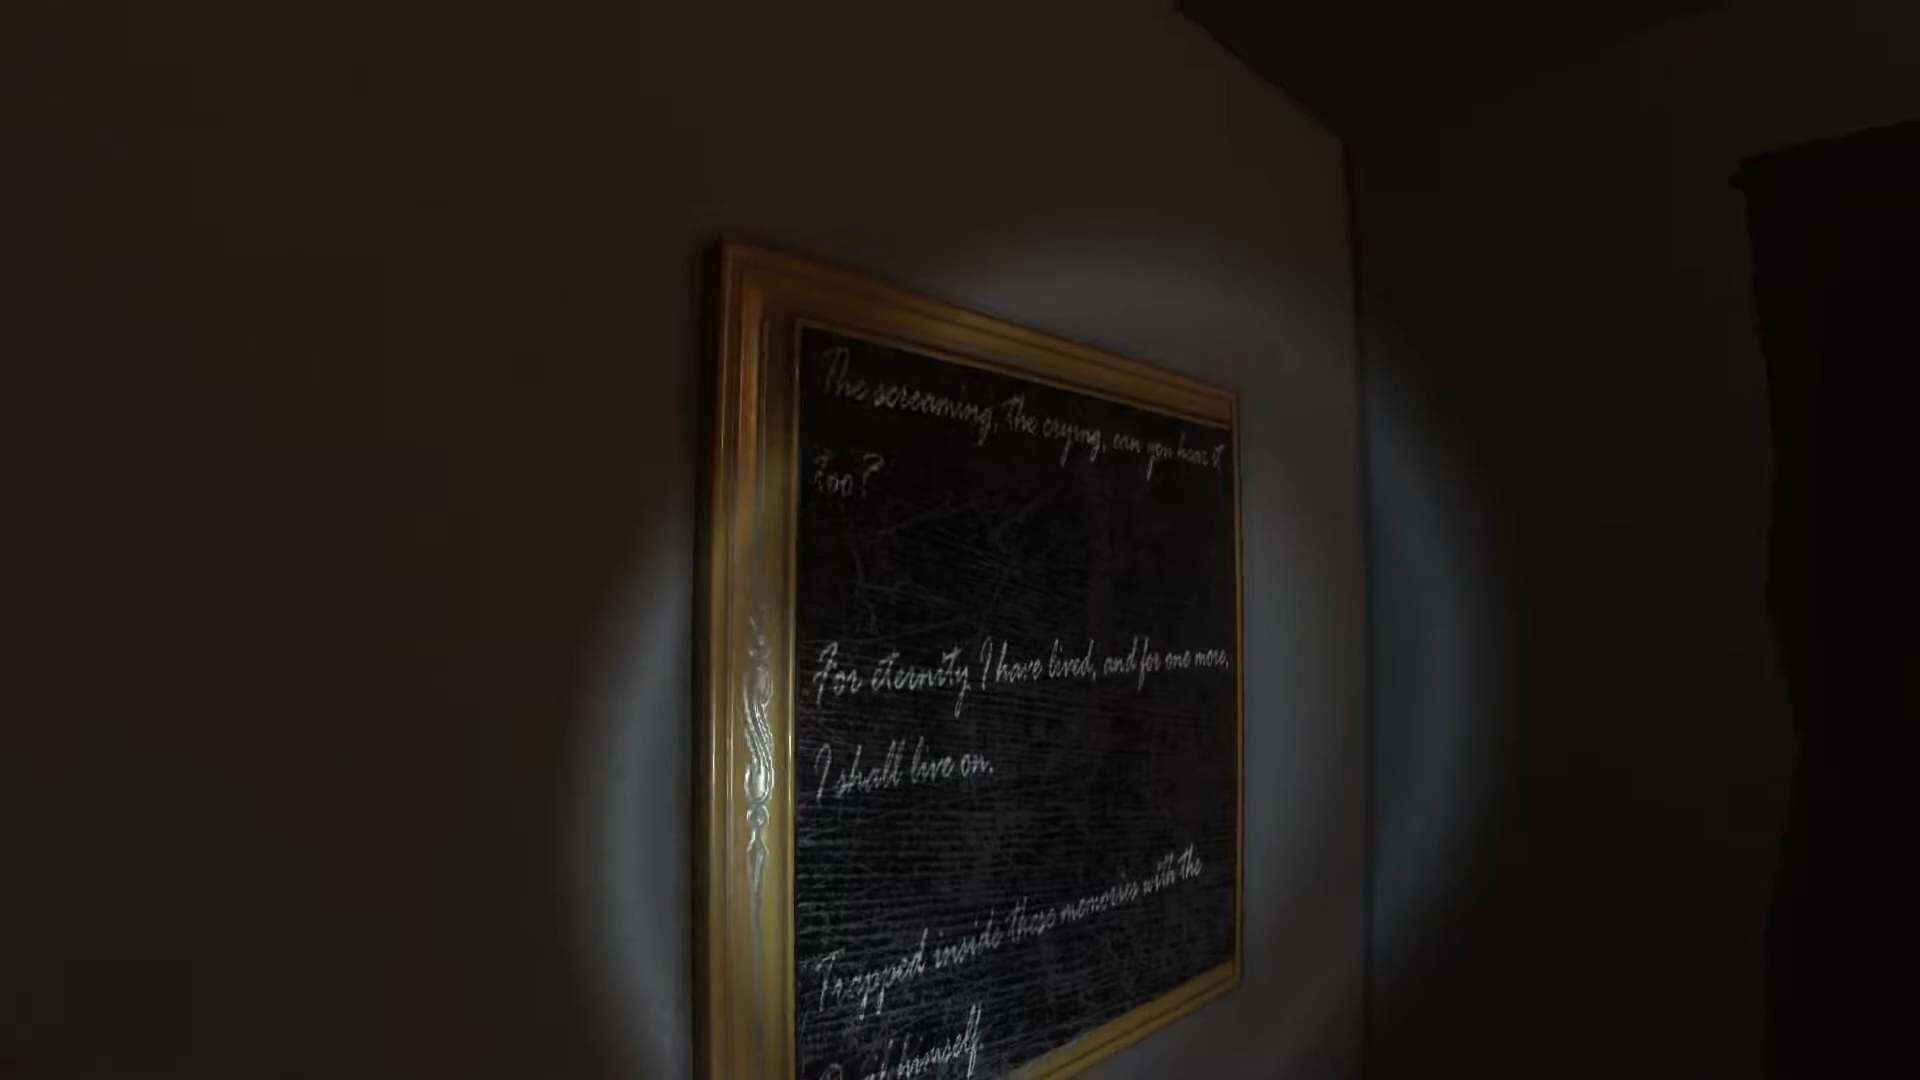 The screaming, the crying, can you hear it
too?
For eternity I have lived, and for one more,
I shall live on.
Trapped inside these memories with the
himself.